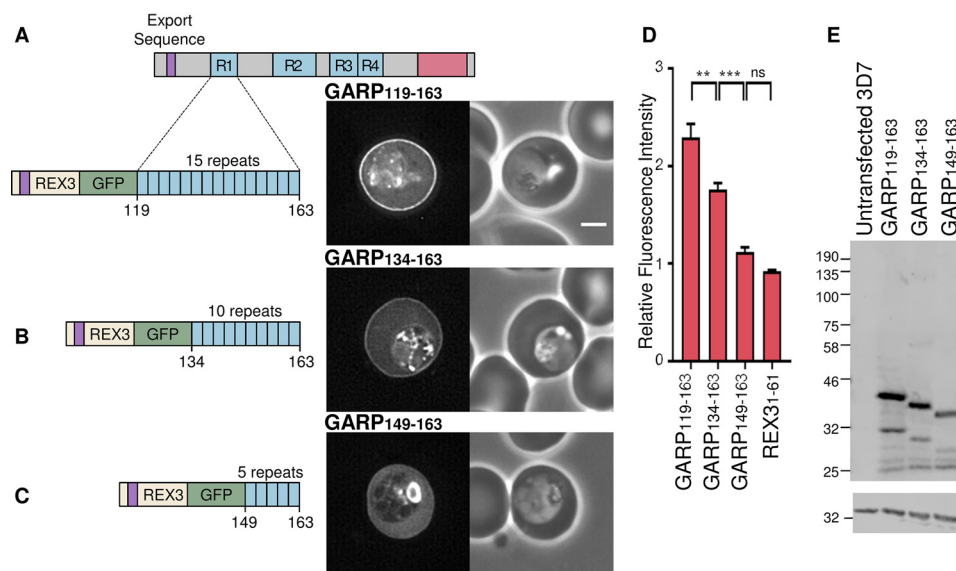 A
Export
Sequence
R1
R2
R3
R4
GARP119-163
15 repeats
REX3
GFP
119
163
B
GARP134-163
10 repeats
REX3
GFP
134
163
C
GARP149-163
5 repeats
REX3
GFP
149
163
D
Relative Fluorescence Intensity
3
2
1
0
**
***
ns
GARP119-163
GARP134-163
GARP149-163
REX31-61
E
Untransfected 3D7
GARP119-163
GARP134-163
GARP149-163
190
135
100
75
58
46
32
25
32